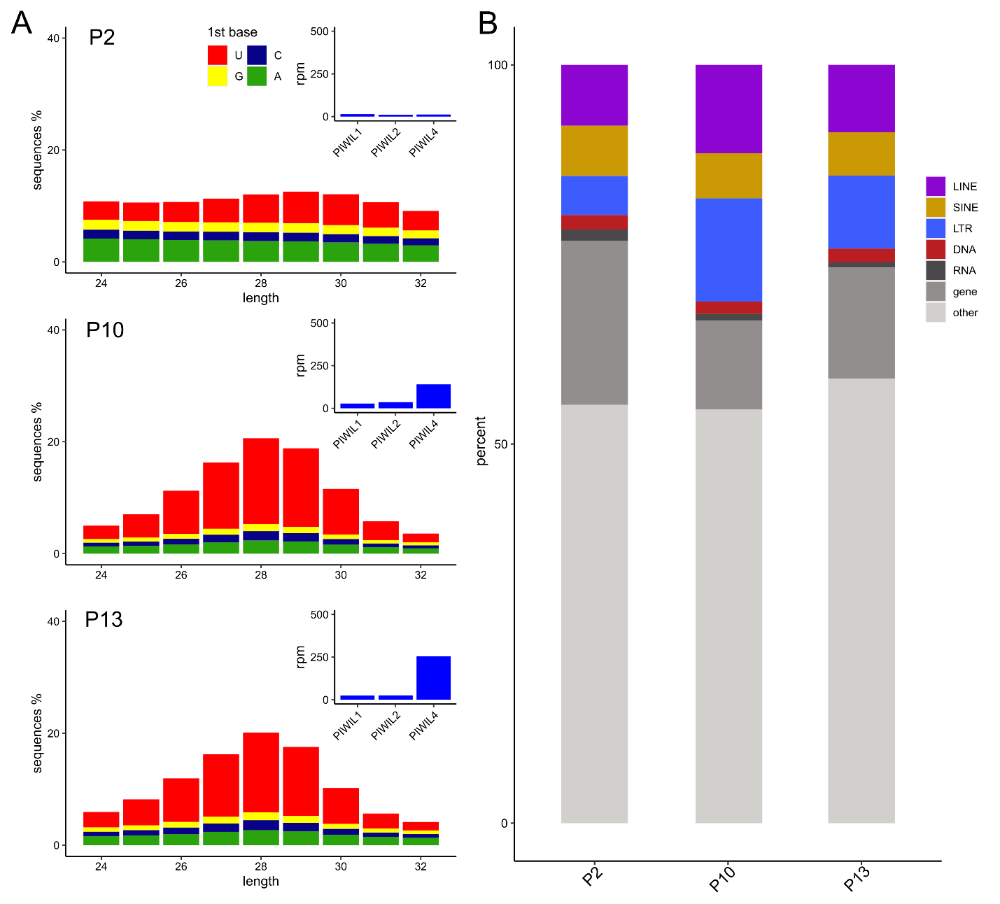 A
P2
1st base
U
C
G
A
40
20
0
sequences %
24
26
28
30
32
length
500
250
0
rpm
PIWIL1
PIWIL2
PIWIL4
P10
40
20
0
sequences %
24
26
28
30
32
500
250
0
rpm
PIWIL1
PIWIL2
PIWIL4
P13
40
20
0
sequences %
24
26
28
30
32
length
500
250
0
rpm
PIWIL1
PIWIL2
PIWIL4
B
100
50
0
percent
P2
P10
P13
LINE
SINE
LTR
DNA
RNA
gene
other